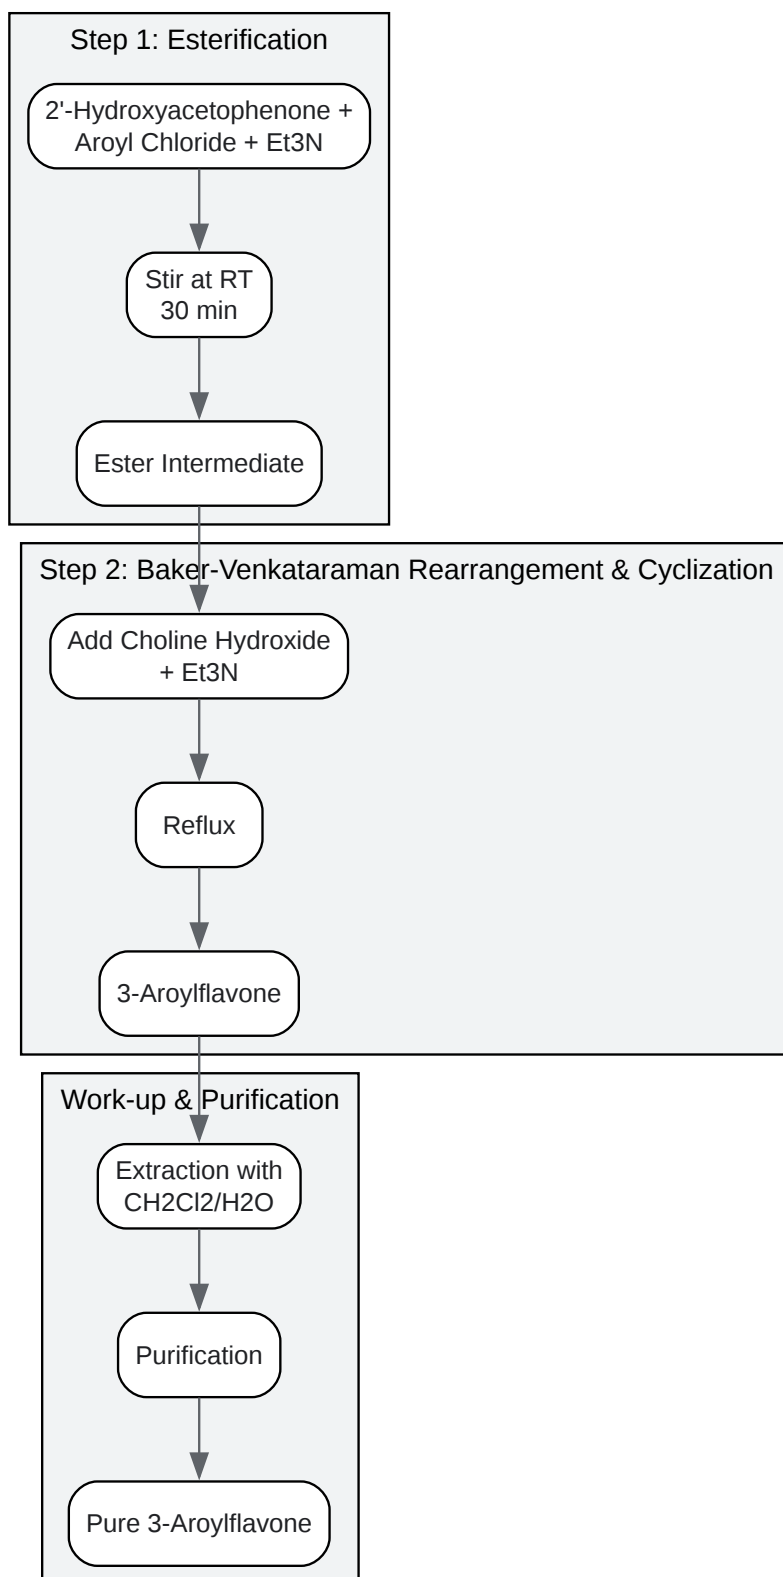 Step 1: Esterification
2'-Hydroxyacetophenone +
Aroyl Chloride + Et3N
Stir at RT
30 min
Ester Intermediate
Step 2: Baker-Venkataraman Rearrangement & Cyclization
Add Choline Hydroxide
+ Et3N
Reflux
3-Aroylflavone
Work-up & Purification
Extraction with
CH2Cl2/H2O
Purification
Pure 3-Aroylflavone